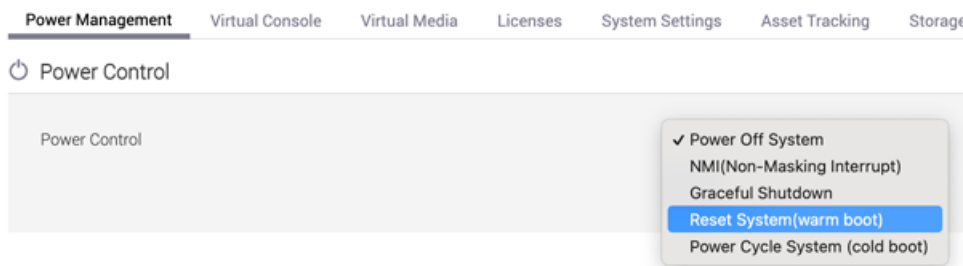 Power Management Virtual Console Virtual Media Licenses System Settings Asset Tracking Storage
Power Control
Power Control
✓ Power Off System
NMI(Non-Masking Interrupt)
Graceful Shutdown
Reset System(warm boot)
Power Cycle System (cold boot)